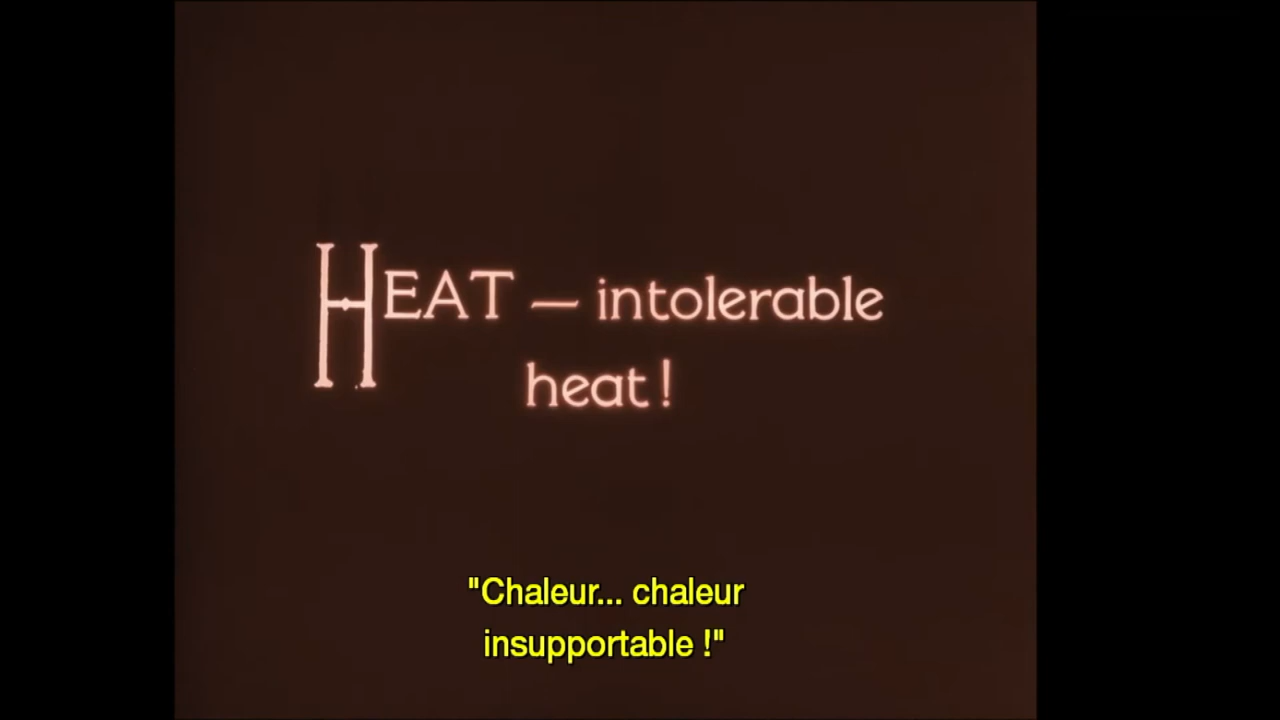 HEAT — intolerable
heat!
"Chaleur... chaleur
insupportable !"